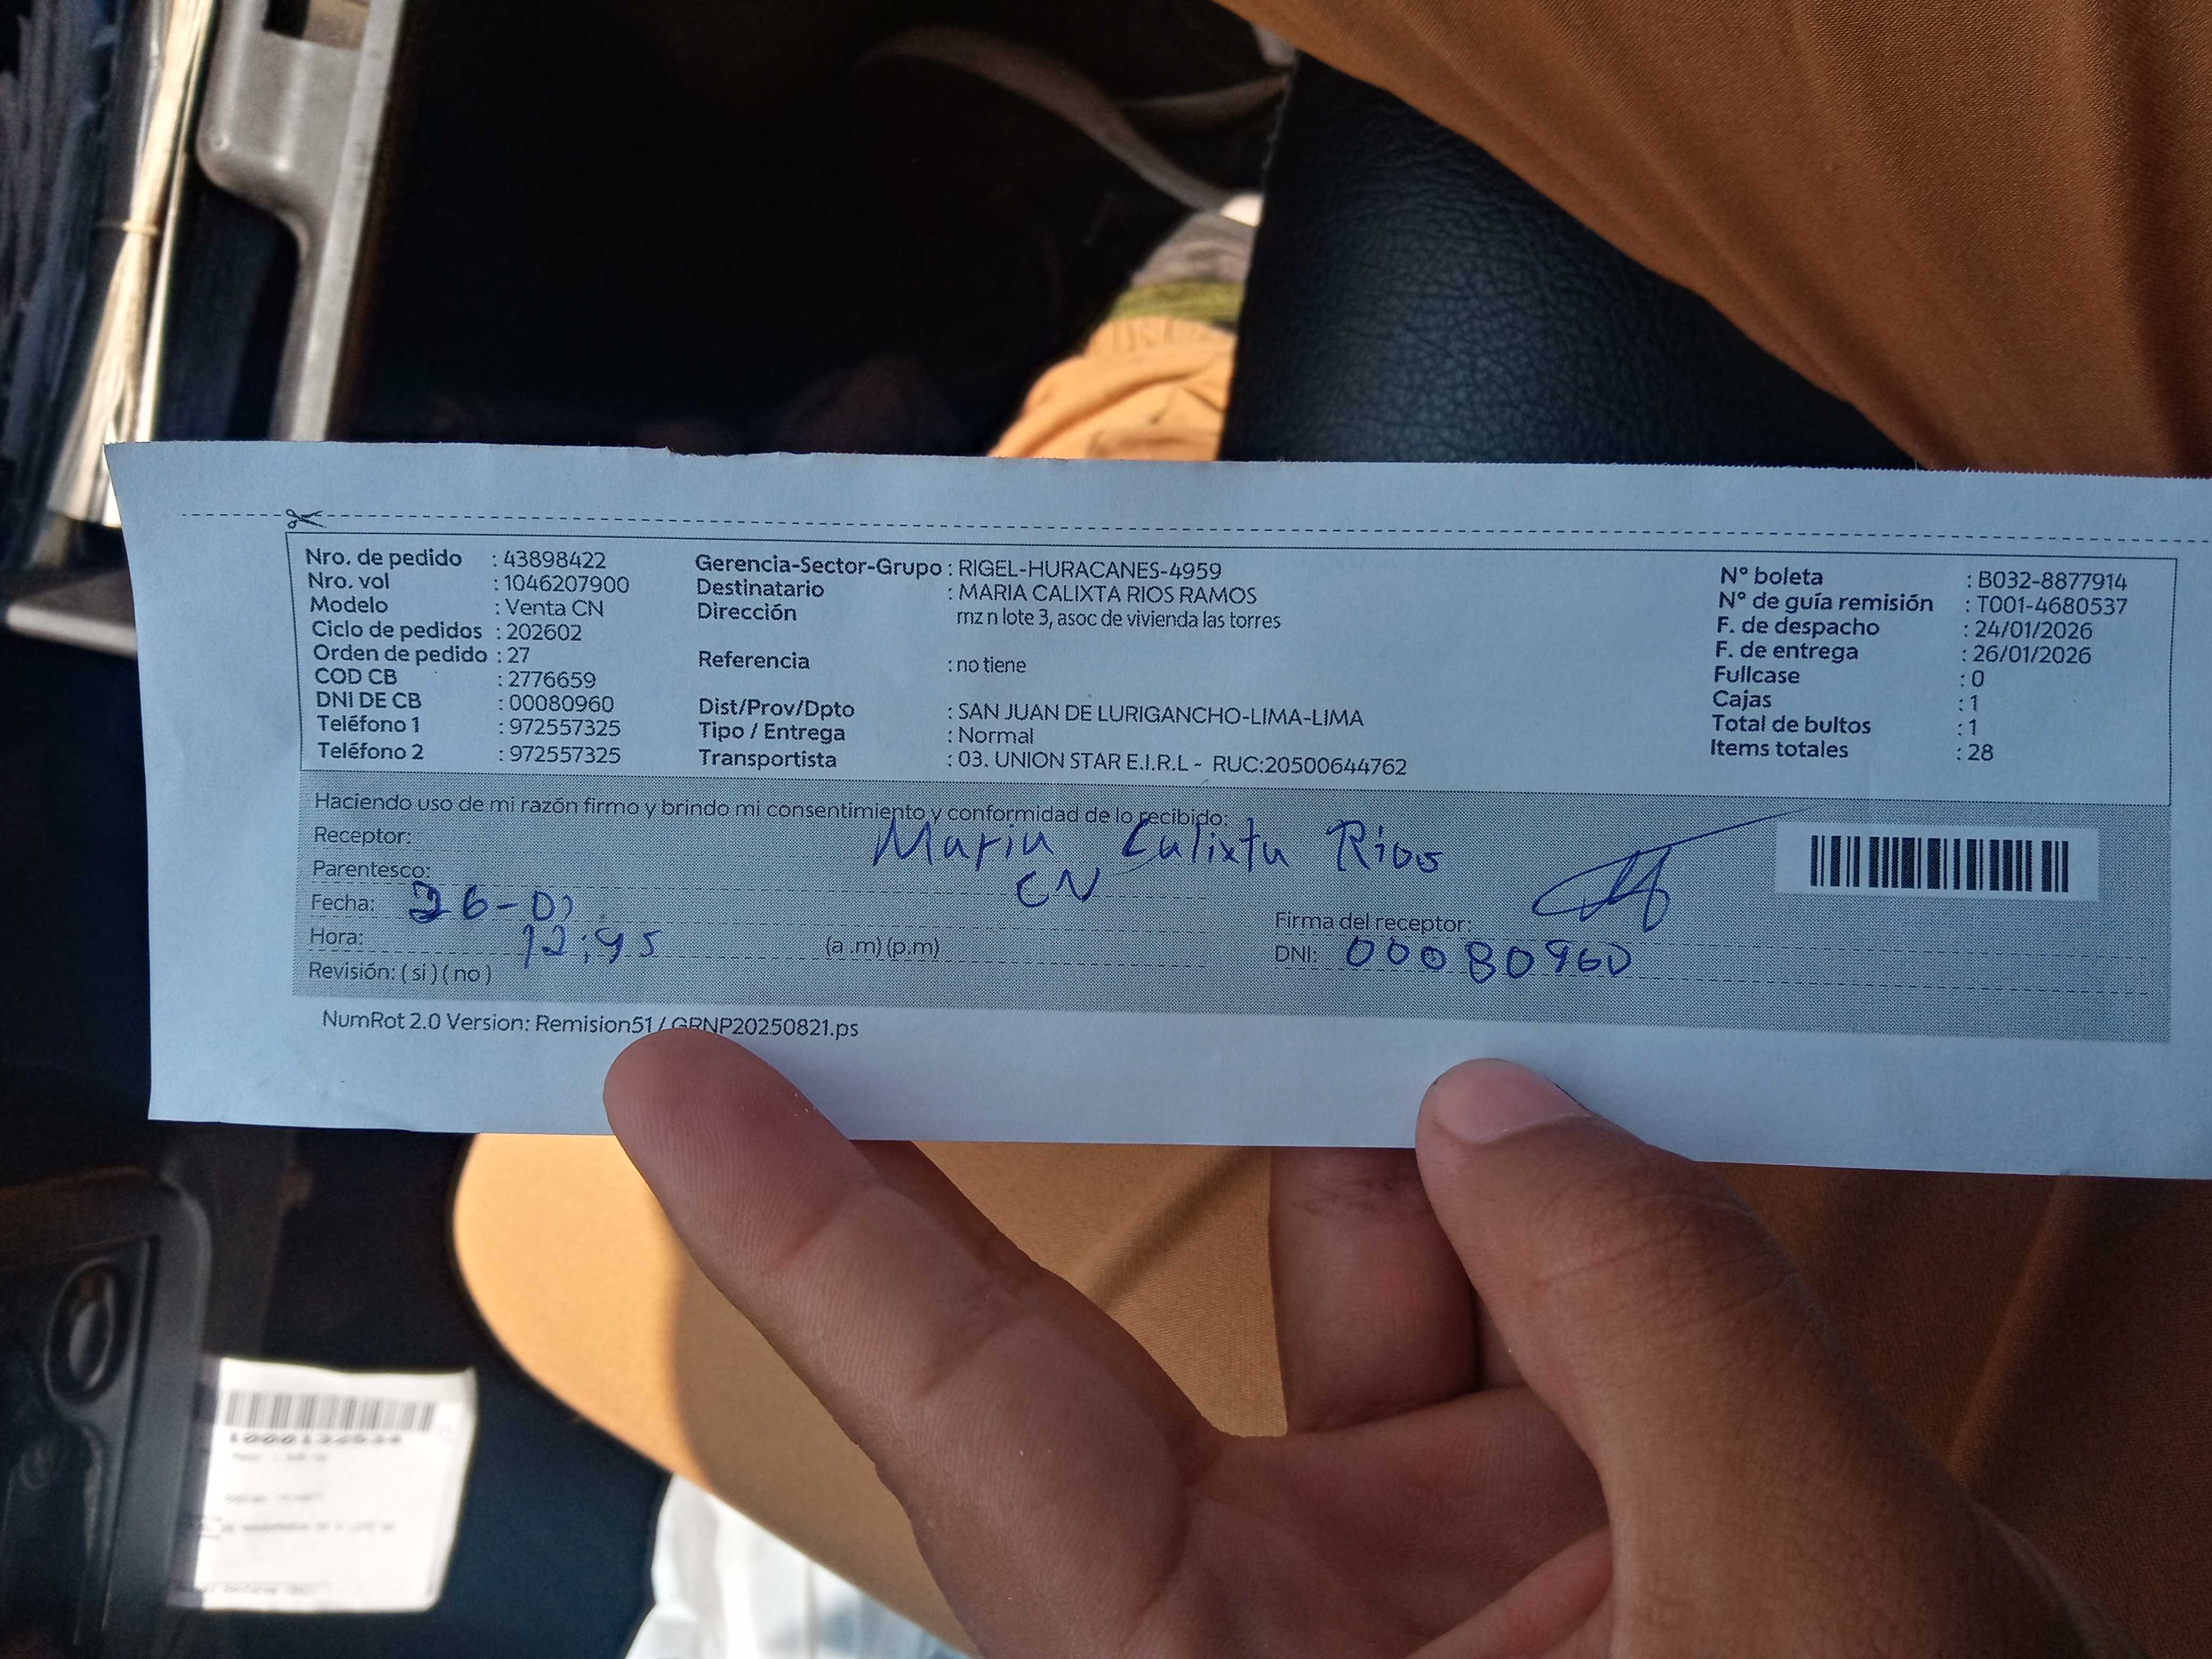 Nro. de pedido : 43898422
Nro. vol : 1046207900
Modelo : Venta CN
Ciclo de pedidos : 202602
Orden de pedido : 27
COD CB : 2776659
DNI DE CB : 00080960
Teléfono 1 : 972557325
Teléfono 2 : 972557325
Gerencia-Sector-Grupo : RIGEL-HURACANES-4959
Destinatario : MARIA CALIXTA RIOS RAMOS
Dirección mz n lote 3, asoc de vivienda las torres
Referencia : no tiene
Dist/Prov/Dpto : SAN JUAN DE LURIGANCHO-LIMA-LIMA
Tipo / Entrega : Normal
Transportista : 03. UNION STAR E.I.R.L - RUC:20500644762
N° boleta : B032-8877914
N° de guía remisión : T001-4680537
F. de despacho : 24/01/2026
F. de entrega : 26/01/2026
Fullcase : 0
Cajas : 1
Total de bultos : 1
Items totales : 28
Haciendo uso de mi razón firmo y brindo mi consentimiento y conformidad de lo recibido:
Receptor: Maria Calixta Rios
Parentesco: CN
Fecha: 26-01
Hora: 12:45 (a .m) (p.m)
Revisión: ( si ) ( no )
Firma del receptor:
DNI: 00080960
NumRot 2.0 Version: Remision51 / GRNP20250821.ps